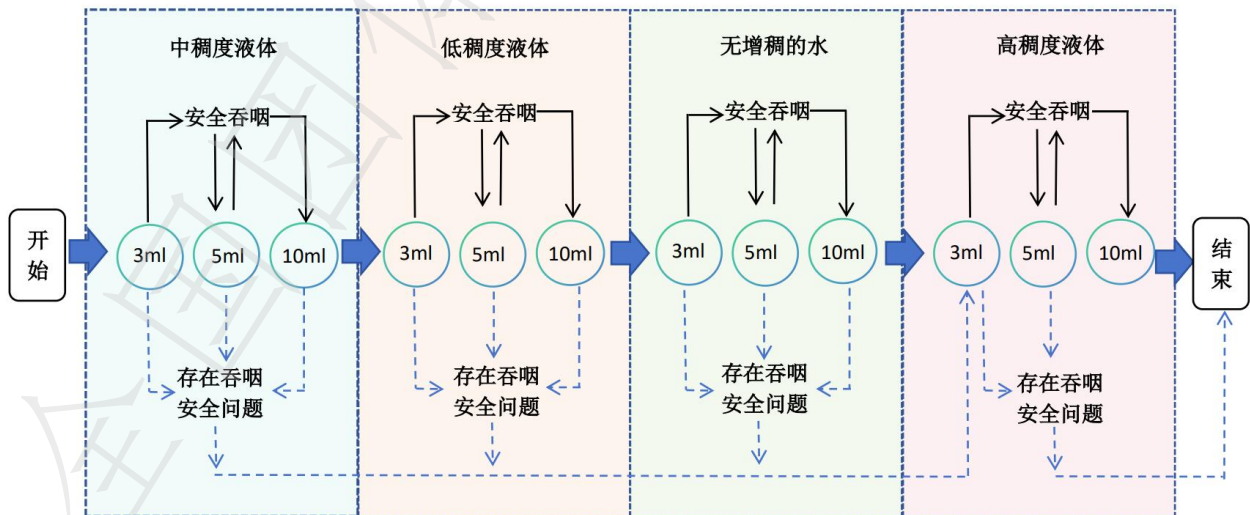 中稠度液体
低稠度液体
无增稠的水
高稠度液体
安全吞咽
安全吞咽
安全吞咽
安全吞咽
开
始
3ml
5ml
10ml
3ml
5ml
10ml
3ml
5ml
10ml
3ml
5ml
10ml
结
束
存在吞咽
安全问题
存在吞咽
安全问题
存在吞咽
安全问题
存在吞咽
安全问题